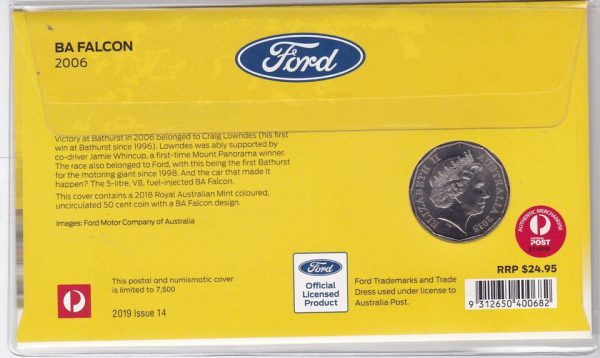 BA FALCON
2006
Ford
Victory at Bathurst in 2006 belonged to Craig Lowndes (his first
win at Bathurst since 1996). Lowndes was ably supported by
co-driver Jamie Whincup, a first-time Mount Panorama winner.
The race also belonged to Ford, with this being the first Bathurst
for the motoring giant since 1998. And the car that made it
happen? The 5-litre, V8, fuel-injected BA Falcon.
This cover contains a 2018 Royal Australian Mint coloured,
uncirculated 50 cent coin with a BA Falcon design.
Images: Ford Motor Company of Australia
ELIZABETH II AUSTRALIA 2018
AUTHENTIC MERCHANDISE
POST
RRP $24.95
This postal and numismatic cover
is limited to 7,500
2019 Issue 14
Ford
Official
Licensed
Product
Ford Trademarks and Trade
Dress used under license to
Australia Post.
9 312650 400682